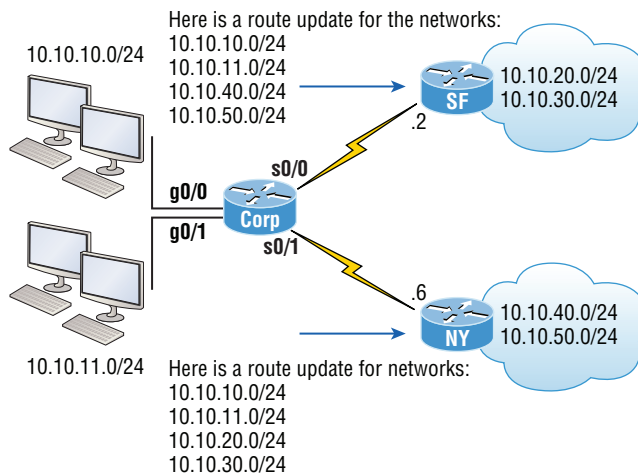 Here is a route update for the networks:
10.10.10.0/24
10.10.11.0/24
10.10.40.0/24
10.10.50.0/24
10.10.10.0/24
10.10.20.0/24
10.10.30.0/24
SF
.2
s0/0
g0/0
Corp
g0/1
s0/1
.6
10.10.40.0/24
10.10.50.0/24
NY
10.10.11.0/24
Here is a route update for networks:
10.10.10.0/24
10.10.11.0/24
10.10.20.0/24
10.10.30.0/24